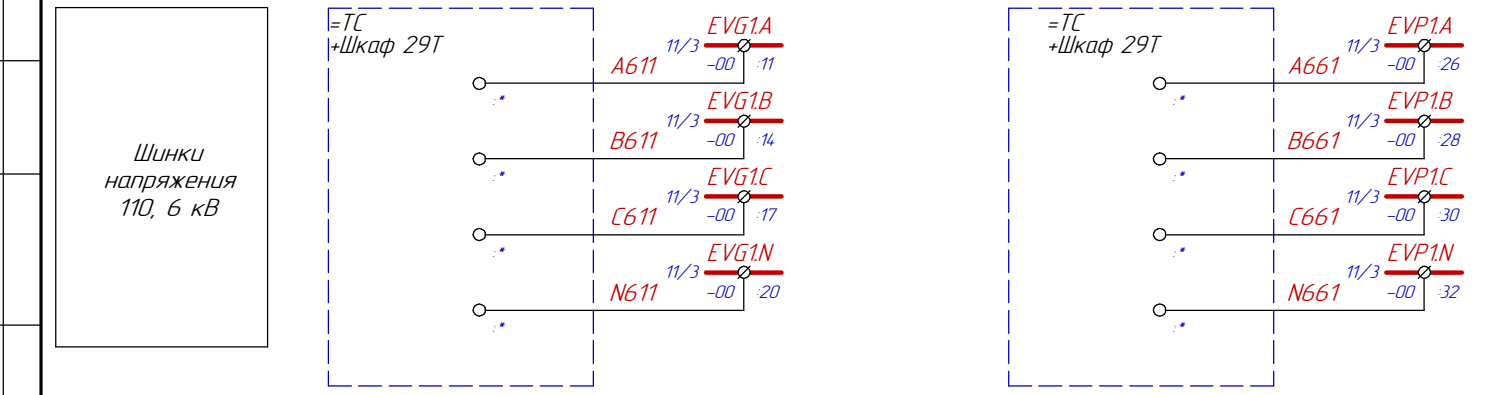 Шинки
напряжения
110, 6 кВ
=ТС
+Шкаф 29Т
EVG1.A
11/3
-00 :11
A611
:*
EVG1.B
11/3
-00 :14
B611
:*
EVG1.C
11/3
-00 :17
C611
:*
EVG1.N
11/3
-00 :20
N611
:*
=ТС
+Шкаф 29Т
EVP1.A
11/3
-00 :26
A661
:*
EVP1.B
11/3
-00 :28
B661
:*
EVP1.C
11/3
-00 :30
C661
:*
EVP1.N
11/3
-00 :32
N661
:*